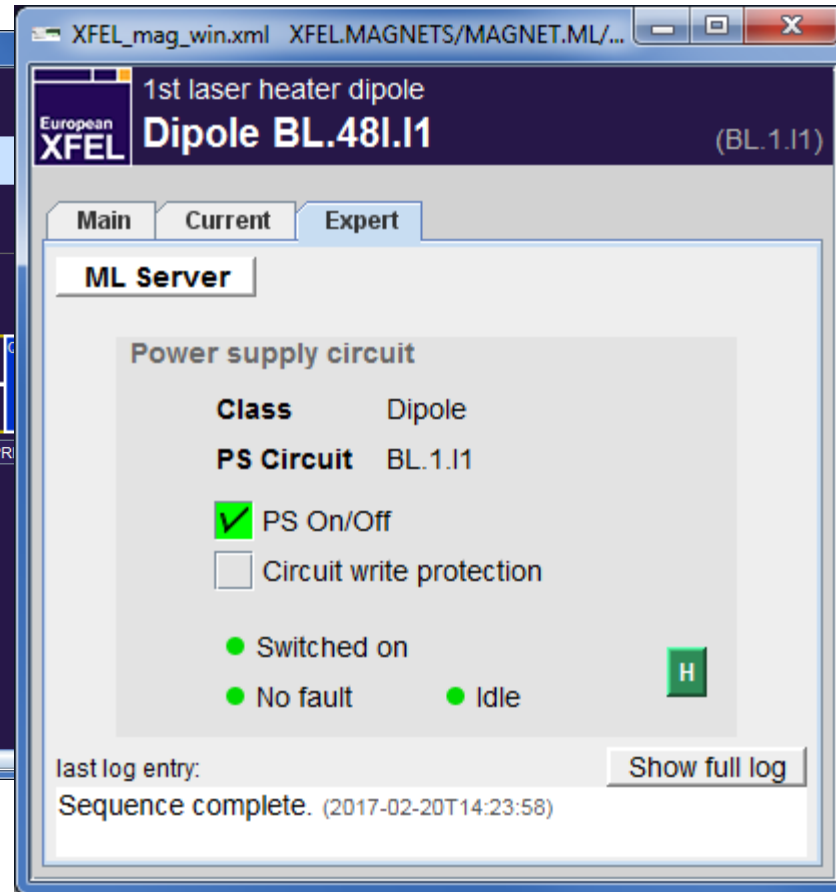 XFEL_mag_win.xml XFEL.MAGNETS/MAGNET.ML/...
1st laser heater dipole
European
XFEL
Dipole BL.48I.I1
(BL.1.I1)
Main Current Expert
ML Server
Power supply circuit
Class Dipole
PS Circuit BL.1.I1
PS On/Off
Circuit write protection
Switched on
H
No fault Idle
last log entry:
Show full log
Sequence complete. (2017-02-20T14:23:58)